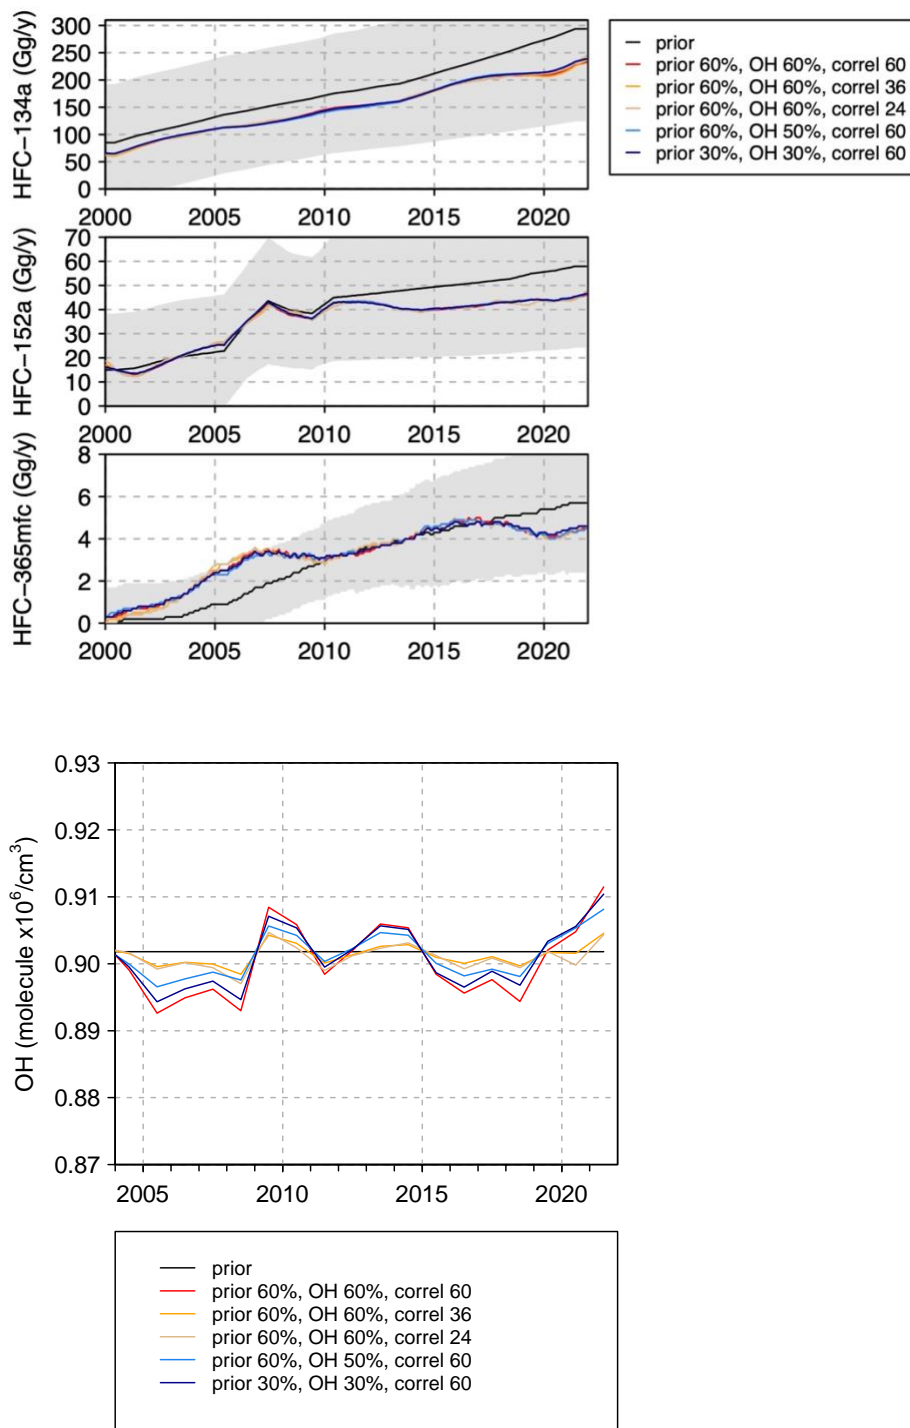 HFC−134a (Gg/y)
300
250
200
150
100
50
0
2000
2005
2010
2015
2020
prior
prior 60%, OH 60%, correl 60
prior 60%, OH 60%, correl 36
prior 60%, OH 60%, correl 24
prior 60%, OH 50%, correl 60
prior 30%, OH 30%, correl 60
HFC−152a (Gg/y)
70
60
50
40
30
20
10
0
2000
2005
2010
2015
2020
HFC−365mfc (Gg/y)
8
6
4
2
0
2000
2005
2010
2015
2020
OH (molecule x10⁶/cm³)
0.93
0.92
0.91
0.90
0.89
0.88
0.87
2005
2010
2015
2020
prior
prior 60%, OH 60%, correl 60
prior 60%, OH 60%, correl 36
prior 60%, OH 60%, correl 24
prior 60%, OH 50%, correl 60
prior 30%, OH 30%, correl 60